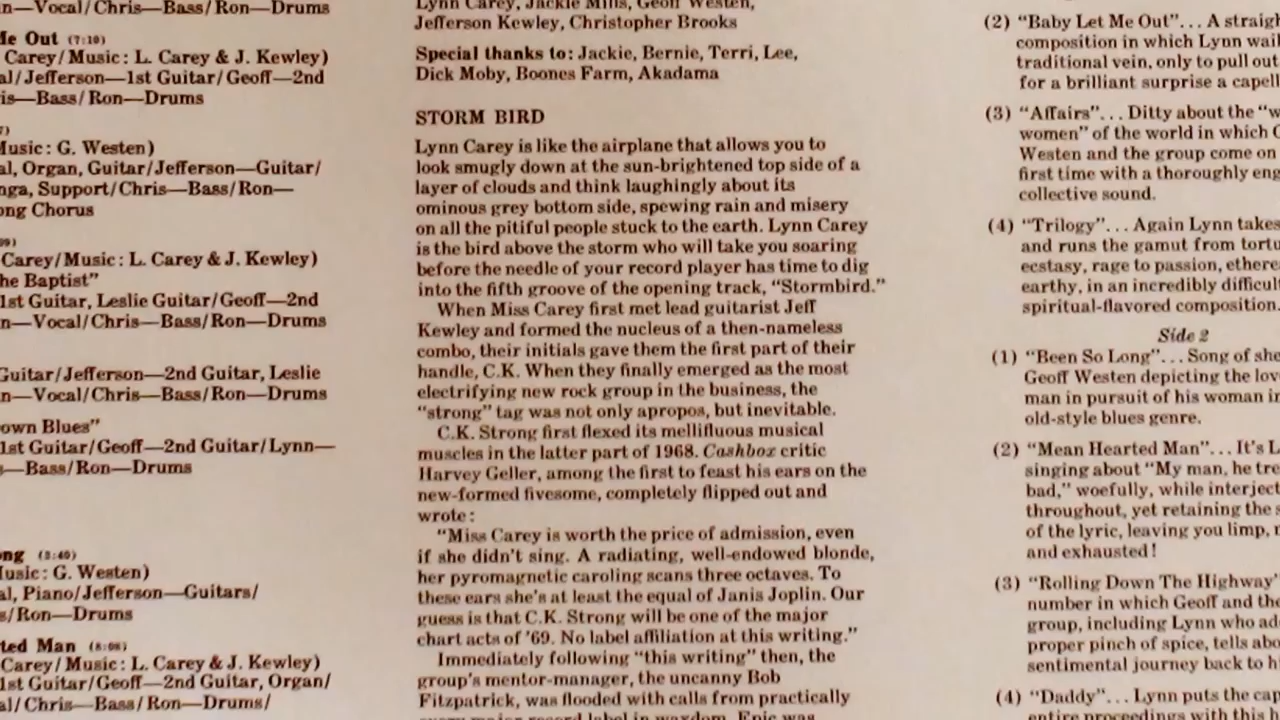 n—Vocal/Chris—Bass/Ron—Drums
Me Out (7:10)
Carey/Music: L. Carey & J. Kewley)
al/Jefferson—1st Guitar/Geoff—2nd
is—Bass/Ron—Drums
Music: G. Westen)
al, Organ, Guitar/Jefferson—Guitar/
nga, Support/Chris—Bass/Ron—
ong Chorus
Carey/Music: L. Carey & J. Kewley)
he Baptist”
1st Guitar, Leslie Guitar/Geoff—2nd
n—Vocal/Chris—Bass/Ron—Drums
Guitar/Jefferson—2nd Guitar, Leslie
n—Vocal/Chris—Bass/Ron—Drums
own Blues”
1st Guitar/Geoff—2nd Guitar/Lynn—
—Bass/Ron—Drums
ong (5:40)
Music: G. Westen)
al, Piano/Jefferson—Guitars/
s/Ron—Drums
ted Man (8:08)
Carey/Music: L. Carey & J. Kewley)
1st Guitar/Geoff—2nd Guitar, Organ/
al/Chris—Bass/Ron—Drums/
Lynn Carey, Jackie Mills, Geoff Westen,
Jefferson Kewley, Christopher Brooks
Special thanks to: Jackie, Bernie, Terri, Lee,
Dick Moby, Boones Farm, Akadama
STORM BIRD
Lynn Carey is like the airplane that allows you to
look smugly down at the sun-brightened top side of a
layer of clouds and think laughingly about its
ominous grey bottom side, spewing rain and misery
on all the pitiful people stuck to the earth. Lynn Carey
is the bird above the storm who will take you soaring
before the needle of your record player has time to dig
into the fifth groove of the opening track, “Stormbird.”
When Miss Carey first met lead guitarist Jeff
Kewley and formed the nucleus of a then-nameless
combo, their initials gave them the first part of their
handle, C.K. When they finally emerged as the most
electrifying new rock group in the business, the
“strong” tag was not only apropos, but inevitable.
C.K. Strong first flexed its mellifluous musical
muscles in the latter part of 1968. Cashbox critic
Harvey Geller, among the first to feast his ears on the
new-formed fivesome, completely flipped out and
wrote:
“Miss Carey is worth the price of admission, even
if she didn’t sing. A radiating, well-endowed blonde,
her pyromagnetic caroling scans three octaves. To
these ears she’s at least the equal of Janis Joplin. Our
guess is that C.K. Strong will be one of the major
chart acts of ’69. No label affiliation at this writing.”
Immediately following “this writing” then, the
group’s mentor-manager, the uncanny Bob
Fitzpatrick, was flooded with calls from practically
every major record label in waxdom. Epic was
(2) “Baby Let Me Out”... A straigh
composition in which Lynn wail
traditional vein, only to pull out
for a brilliant surprise a capell
(3) “Affairs”... Ditty about the “w
women” of the world in which G
Westen and the group come on
first time with a thoroughly eng
collective sound.
(4) “Trilogy”... Again Lynn takes
and runs the gamut from tortu
ecstasy, rage to passion, ethere
earthy, in an incredibly difficult
spiritual-flavored composition.
Side 2
(1) “Been So Long”... Song of she
Geoff Westen depicting the lov
man in pursuit of his woman in
old-style blues genre.
(2) “Mean Hearted Man”... It’s L
singing about “My man, he tre
bad,” woefully, while interject
throughout, yet retaining the s
of the lyric, leaving you limp,
and exhausted!
(3) “Rolling Down The Highway”
number in which Geoff and the
group, including Lynn who ad
proper pinch of spice, tells abo
sentimental journey back to h
(4) “Daddy”... Lynn puts the cap
entire proceedings with this b